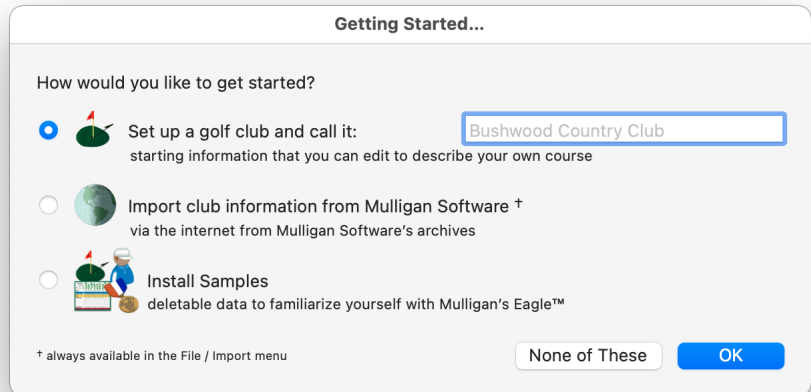 Getting Started...
How would you like to get started?
Set up a golf club and call it: Bushwood Country Club
starting information that you can edit to describe your own course
Import club information from Mulligan Software †
via the internet from Mulligan Software’s archives
Install Samples
deletable data to familiarize yourself with Mulligan’s Eagle™
† always available in the File / Import menu
None of These OK